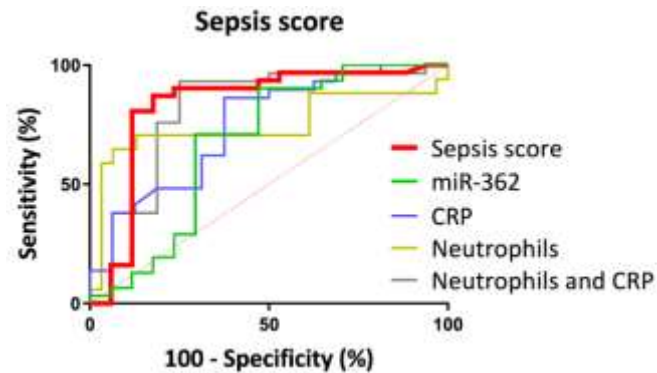 Sepsis score
100
50
0
Sensitivity (%)
0
50
100
100 - Specificity (%)
Sepsis score
miR-362
CRP
Neutrophils
Neutrophils and CRP